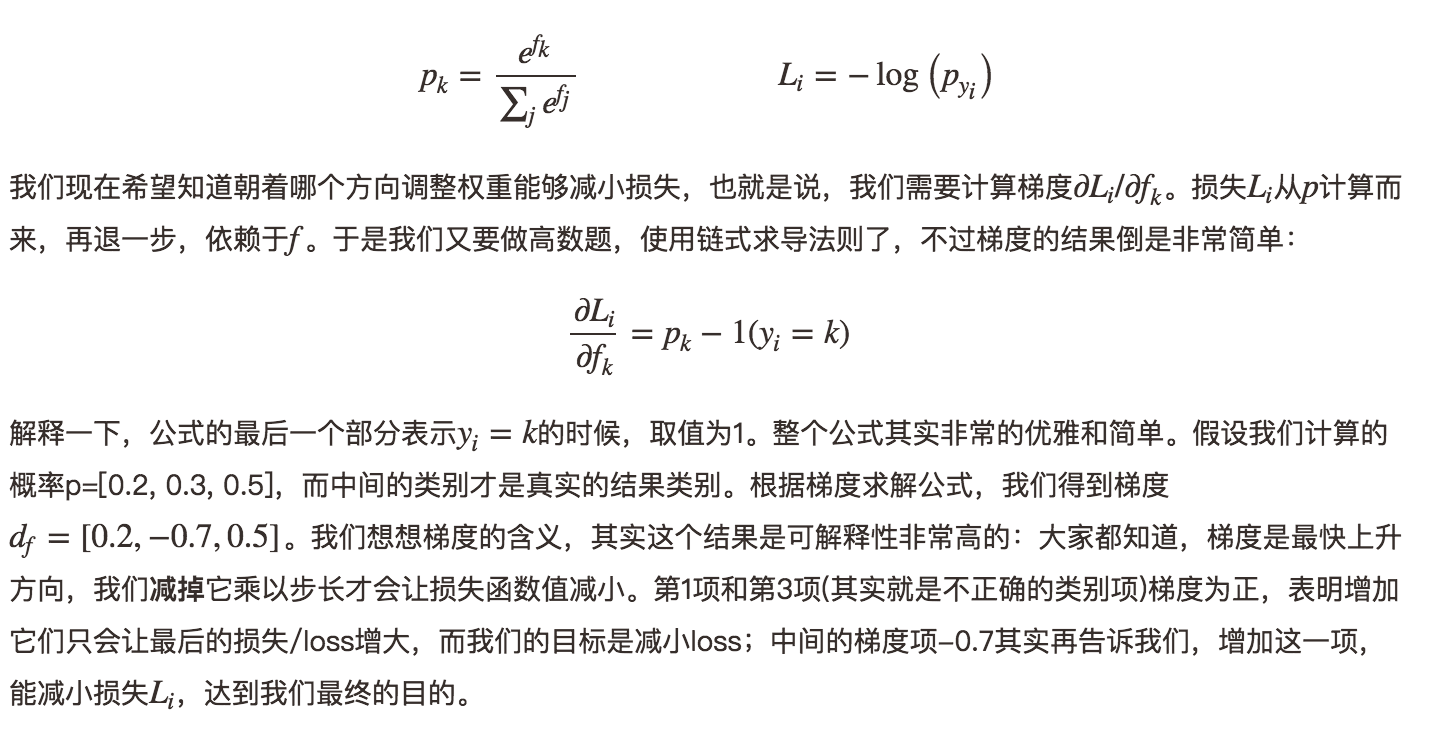 p_k = e^{f_k} / ∑_j e^{f_j}    L_i = − log (p_{y_i})
我们现在希望知道朝着哪个方向调整权重能够减小损失，也就是说，我们需要计算梯度∂L_i/∂f_k。损失L_i从p计算而
来，再退一步，依赖于f。于是我们又要做高数题，使用链式求导法则了，不过梯度的结果倒是非常简单：
∂L_i / ∂f_k = p_k − 1(y_i = k)
解释一下，公式的最后一个部分表示y_i = k的时候，取值为1。整个公式其实非常的优雅和简单。假设我们计算的
概率p=[0.2, 0.3, 0.5]，而中间的类别才是真实的结果类别。根据梯度求解公式，我们得到梯度
d_f = [0.2, −0.7, 0.5]。我们想想梯度的含义，其实这个结果是可解释性非常高的：大家都知道，梯度是最快上升
方向，我们减掉它乘以步长才会让损失函数值减小。第1项和第3项(其实就是不正确的类别项)梯度为正，表明增加
它们只会让最后的损失/loss增大，而我们的目标是减小loss；中间的梯度项-0.7其实再告诉我们，增加这一项，
能减小损失L_i，达到我们最终的目的。